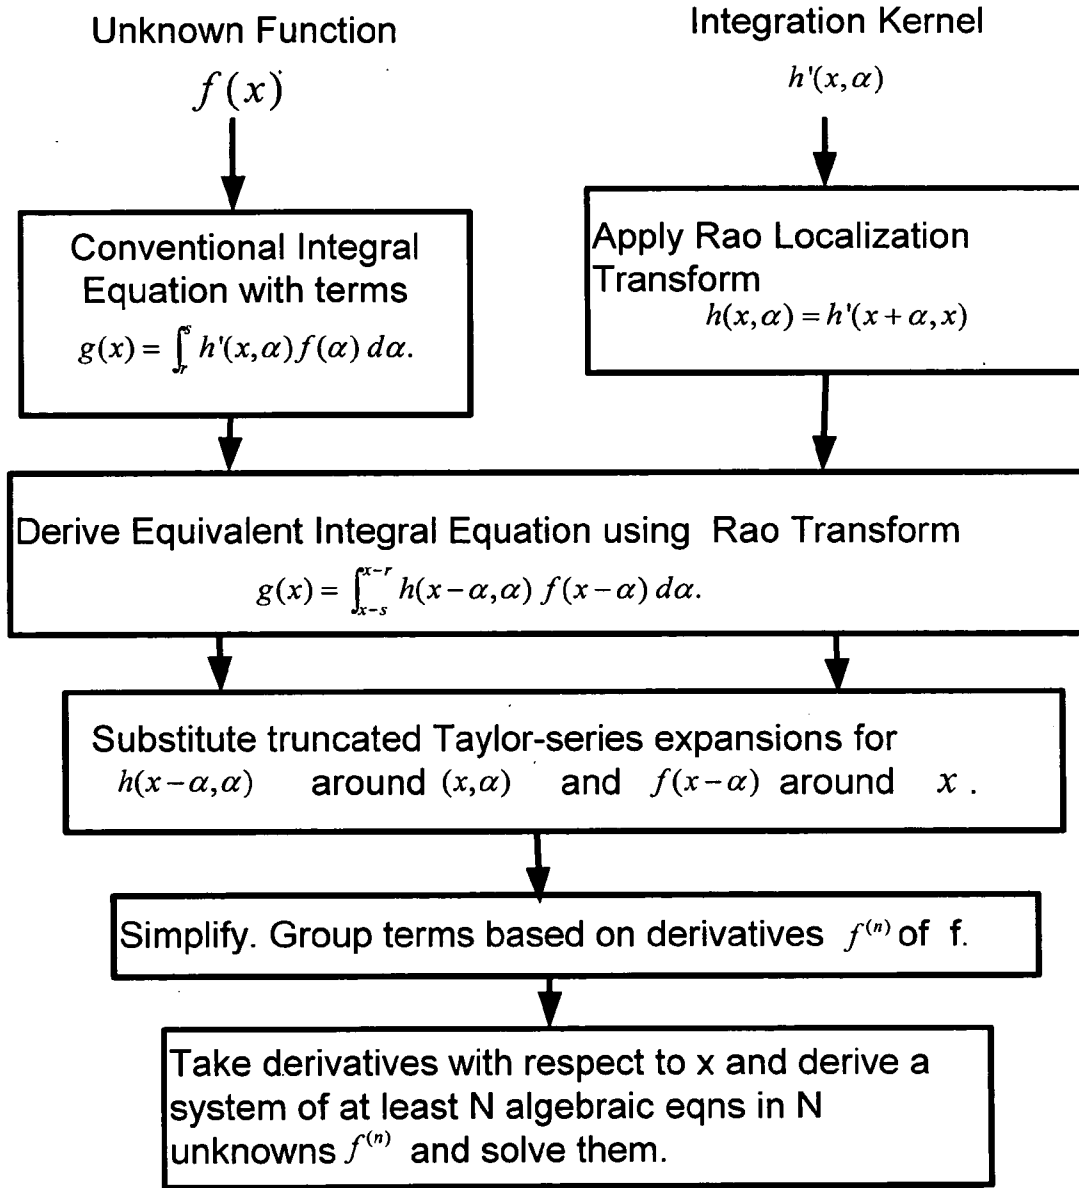 Unknown Function
f(x)
Integration Kernel
h'(x,α)
Conventional Integral
Equation with terms
g(x) = ∫_r^s h'(x,α) f(α) dα.
Apply Rao Localization
Transform
h(x,α) = h'(x+α,x)
Derive Equivalent Integral Equation using Rao Transform
g(x) = ∫_{x-s}^{x-r} h(x-α,α) f(x-α) dα.
Substitute truncated Taylor-series expansions for
h(x-α,α) around (x,α) and f(x-α) around x .
Simplify. Group terms based on derivatives f^(n) of f.
Take derivatives with respect to x and derive a
system of at least N algebraic eqns in N
unknowns f^(n) and solve them.